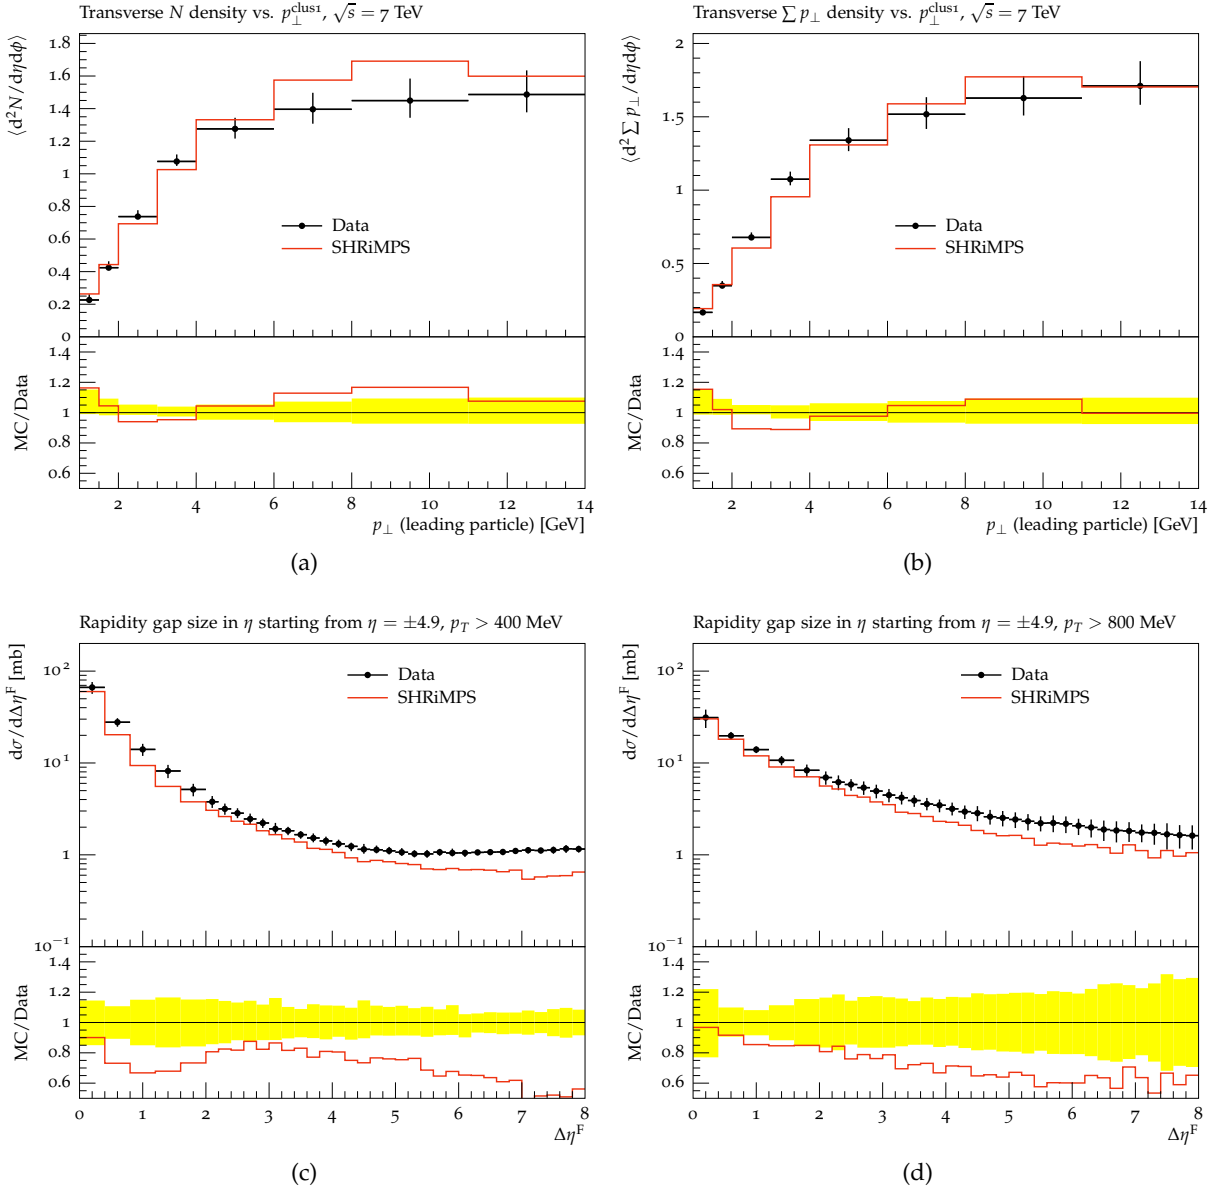 Transverse N density vs. p⊥^clus1, √s = 7 TeV
⟨d²N/dηdϕ⟩
1.8
1.6
1.4
1.2
1
0.8
0.6
0.4
0.2
0
Data
SHRiMPS
MC/Data
1.4
1.2
1
0.8
0.6
2 4 6 8 10 12 14
p⊥ (leading particle) [GeV]
(a)
Transverse ∑ p⊥ density vs. p⊥^clus1, √s = 7 TeV
⟨d² ∑ p⊥/dηdϕ⟩
2
1.5
1
0.5
0
Data
SHRiMPS
MC/Data
1.4
1.2
1
0.8
0.6
2 4 6 8 10 12 14
p⊥ (leading particle) [GeV]
(b)
Rapidity gap size in η starting from η = ±4.9, p_T > 400 MeV
dσ/dΔη^F [mb]
10²
10¹
1
10⁻¹
Data
SHRiMPS
MC/Data
1.4
1.2
1
0.8
0.6
0 1 2 3 4 5 6 7 8
Δη^F
(c)
Rapidity gap size in η starting from η = ±4.9, p_T > 800 MeV
dσ/dΔη^F [mb]
10²
10¹
1
10⁻¹
Data
SHRiMPS
MC/Data
1.4
1.2
1
0.8
0.6
0 1 2 3 4 5 6 7 8
Δη^F
(d)